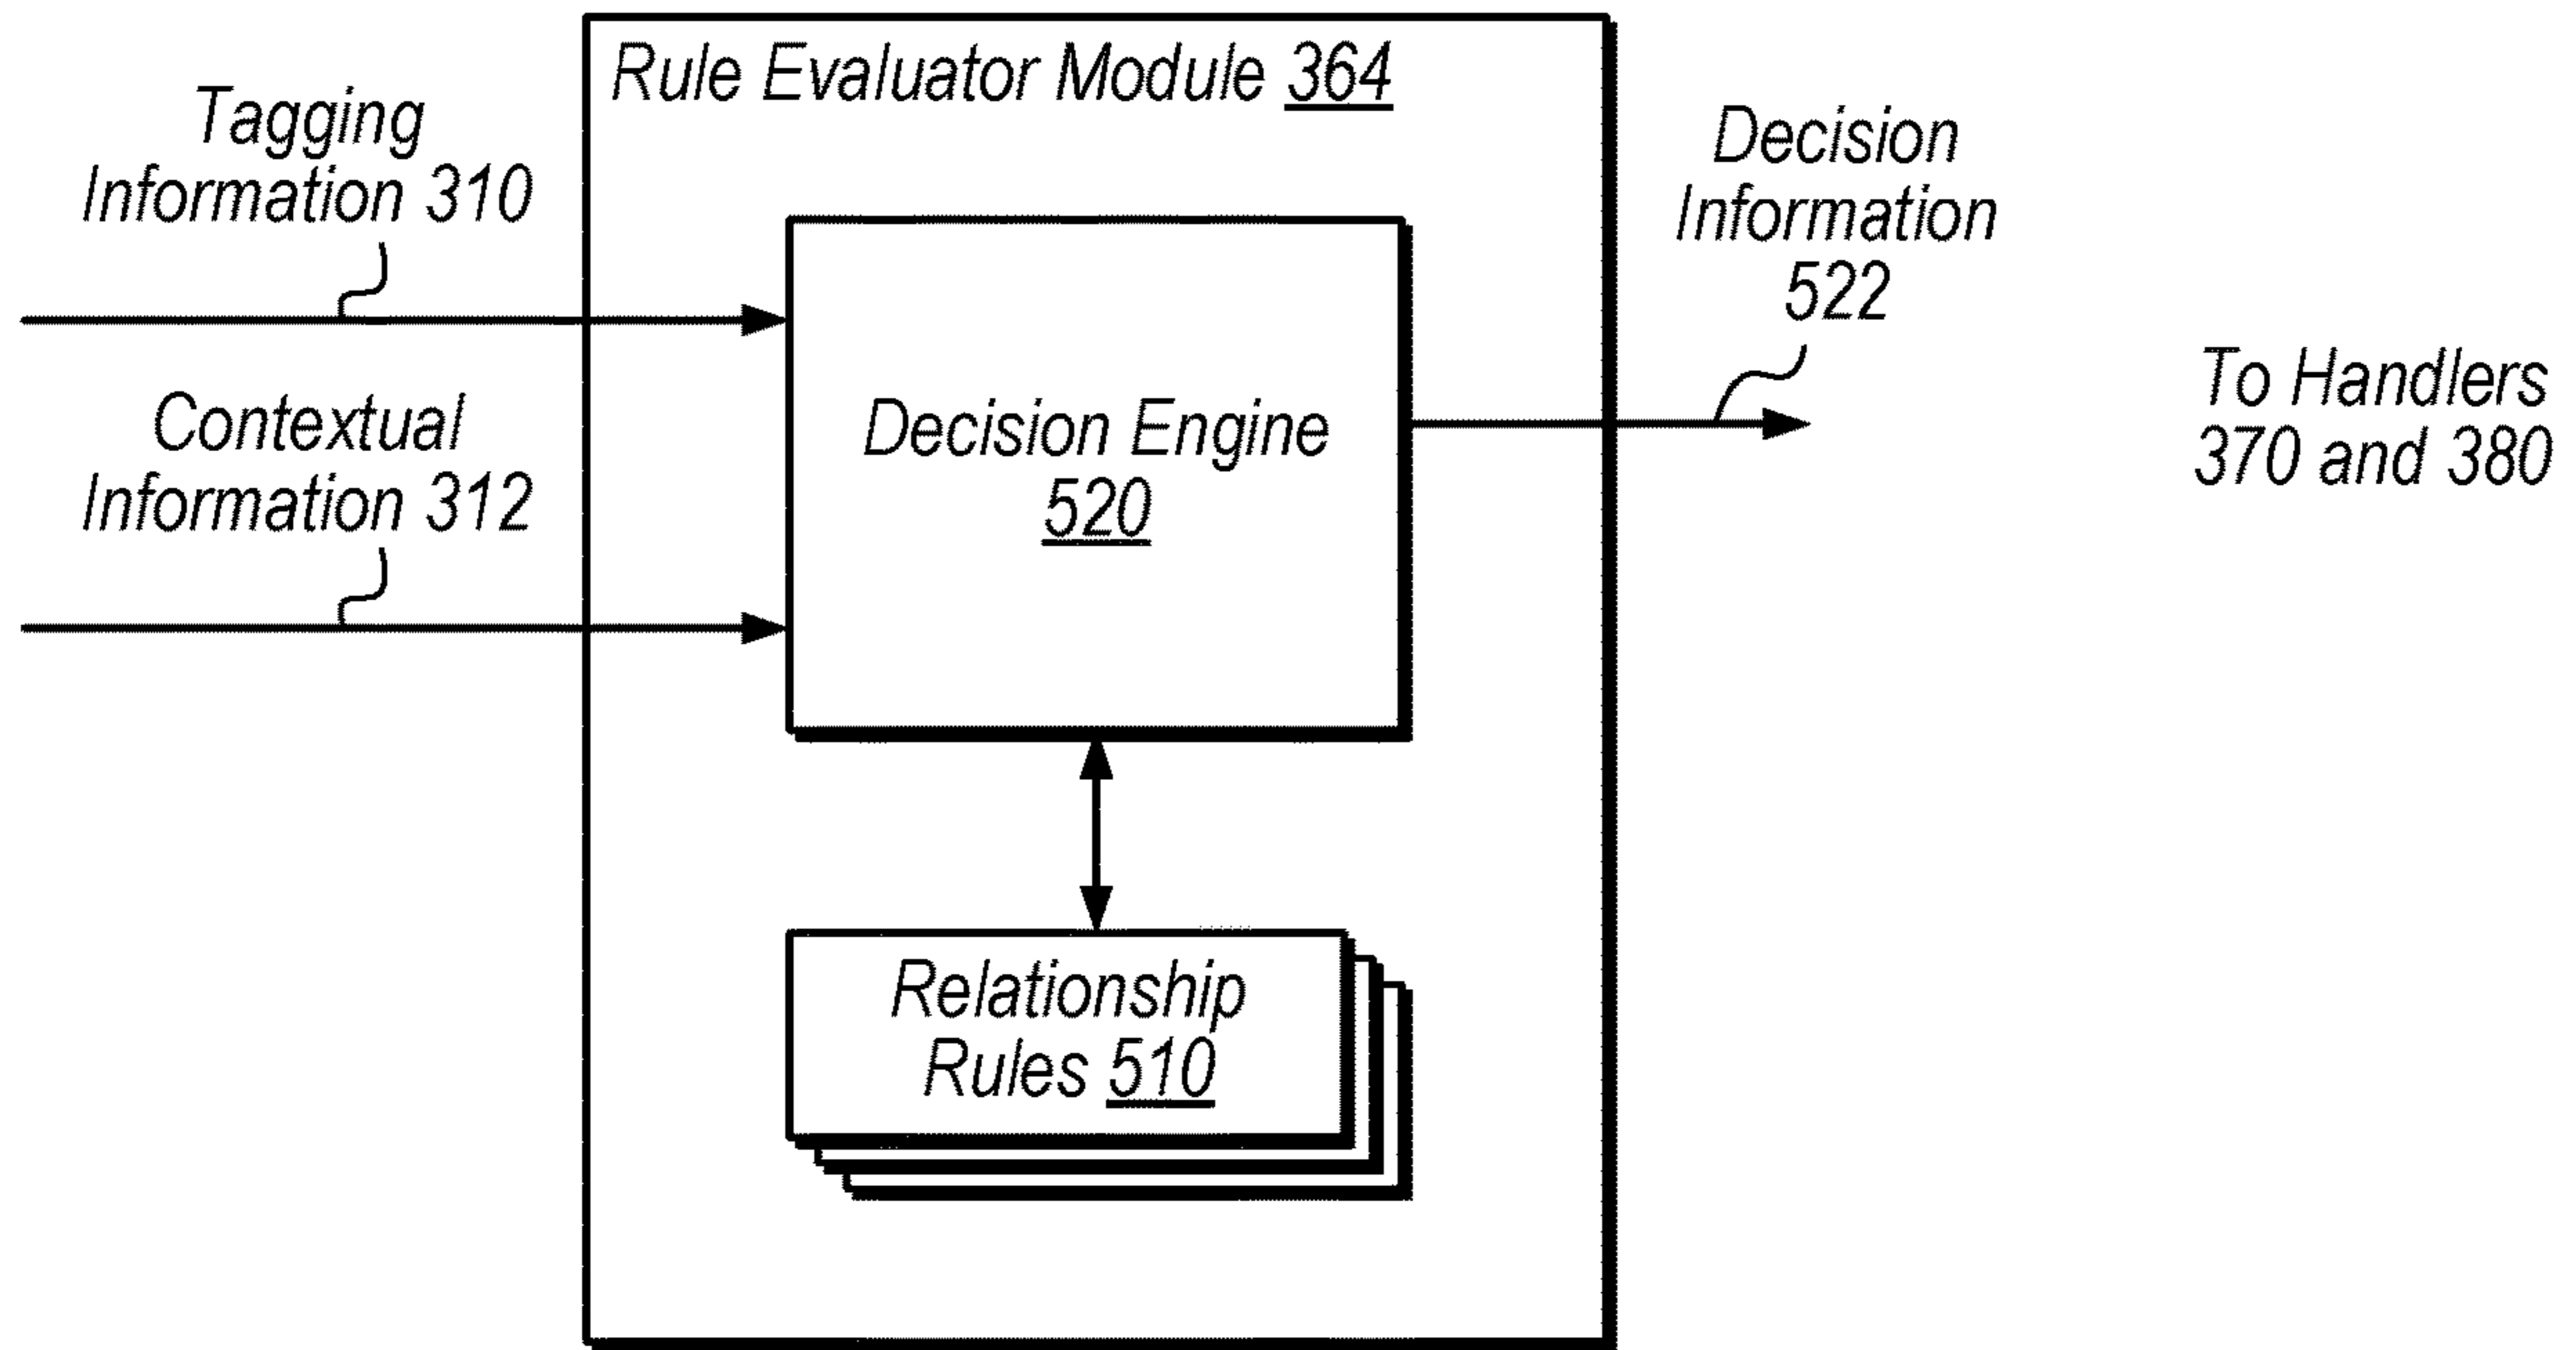 Rule Evaluator Module 364
Tagging
Information 310
Contextual
Information 312
Decision Engine
520
Relationship
Rules 510
Decision
Information
522
To Handlers
370 and 380